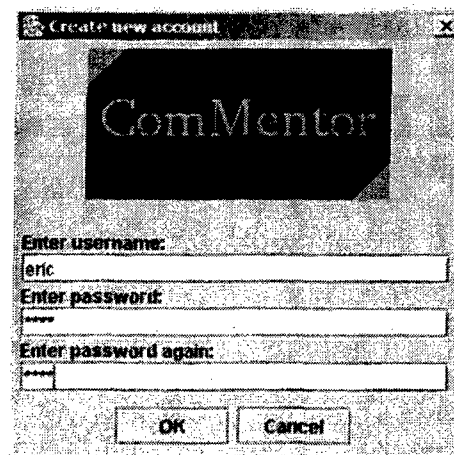 Create new account
ComMentor
Enter username:
eric
Enter password:
****
Enter password again:
****
OK
Cancel